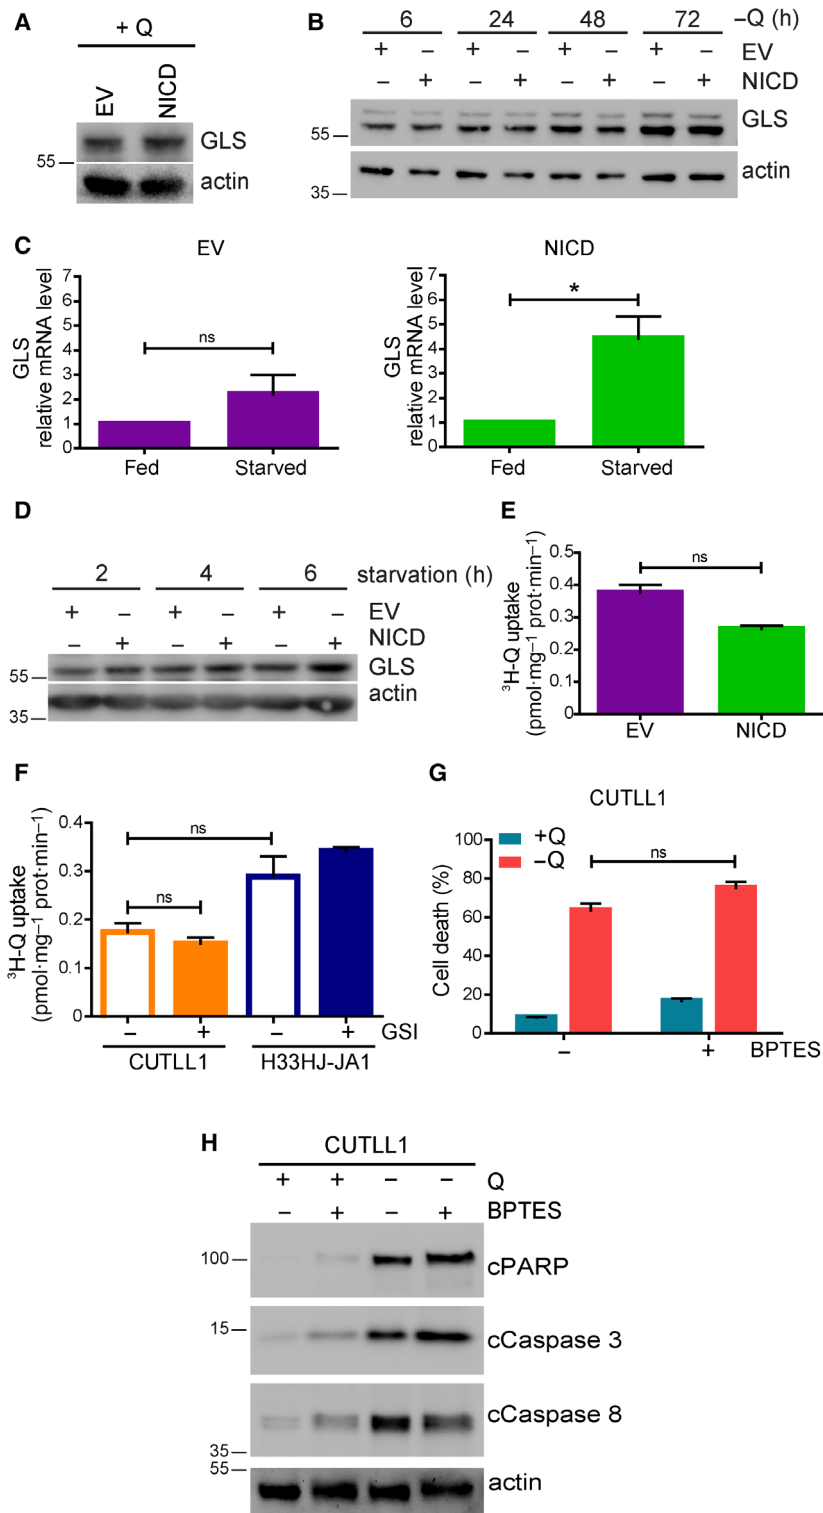 A
+ Q
EV NICD
GLS
55
actin
B
6 24 48 72 –Q (h)
+ – + – + – + – EV
– + – + – + – + NICD
GLS
55
actin
35
C
EV
GLS
relative mRNA level
7
6
5
4
3
2
1
0
ns
Fed Starved
NICD
GLS
relative mRNA level
7
6
5
4
3
2
1
0
*
Fed Starved
D
2 4 6 starvation (h)
+ – + – + – EV
– + – + – + NICD
GLS
55
actin
35
E
³H-Q uptake
(pmol·mg⁻¹ prot·min⁻¹)
0.5
0.4
0.3
0.2
0.1
0
ns
EV NICD
F
³H-Q uptake
(pmol·mg⁻¹ prot·min⁻¹)
0.4
0.3
0.2
0.1
0
ns
ns
– + – + GSI
CUTLL1 H33HJ-JA1
G
CUTLL1
+Q
–Q
Cell death (%)
100
80
60
40
20
0
ns
– + BPTES
H
CUTLL1
+ + – – Q
– + – + BPTES
100
cPARP
15
cCaspase 3
cCaspase 8
35
55
actin